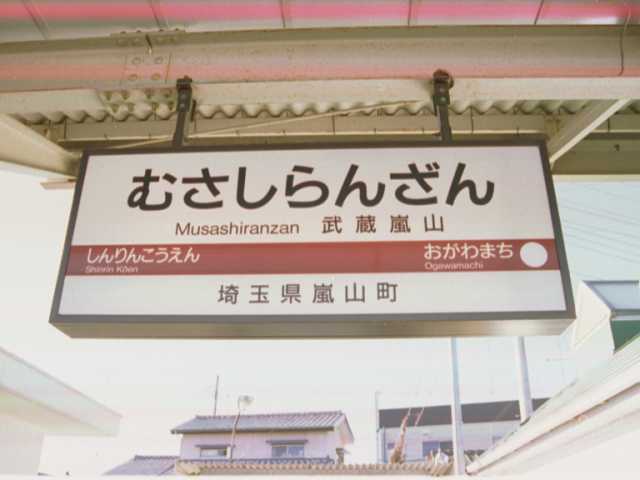 むさしらんざん
Musashiranzan 武蔵嵐山
しんりんこうえん おがわまち
Shinrin Kōen Ogawamachi
埼玉県嵐山町